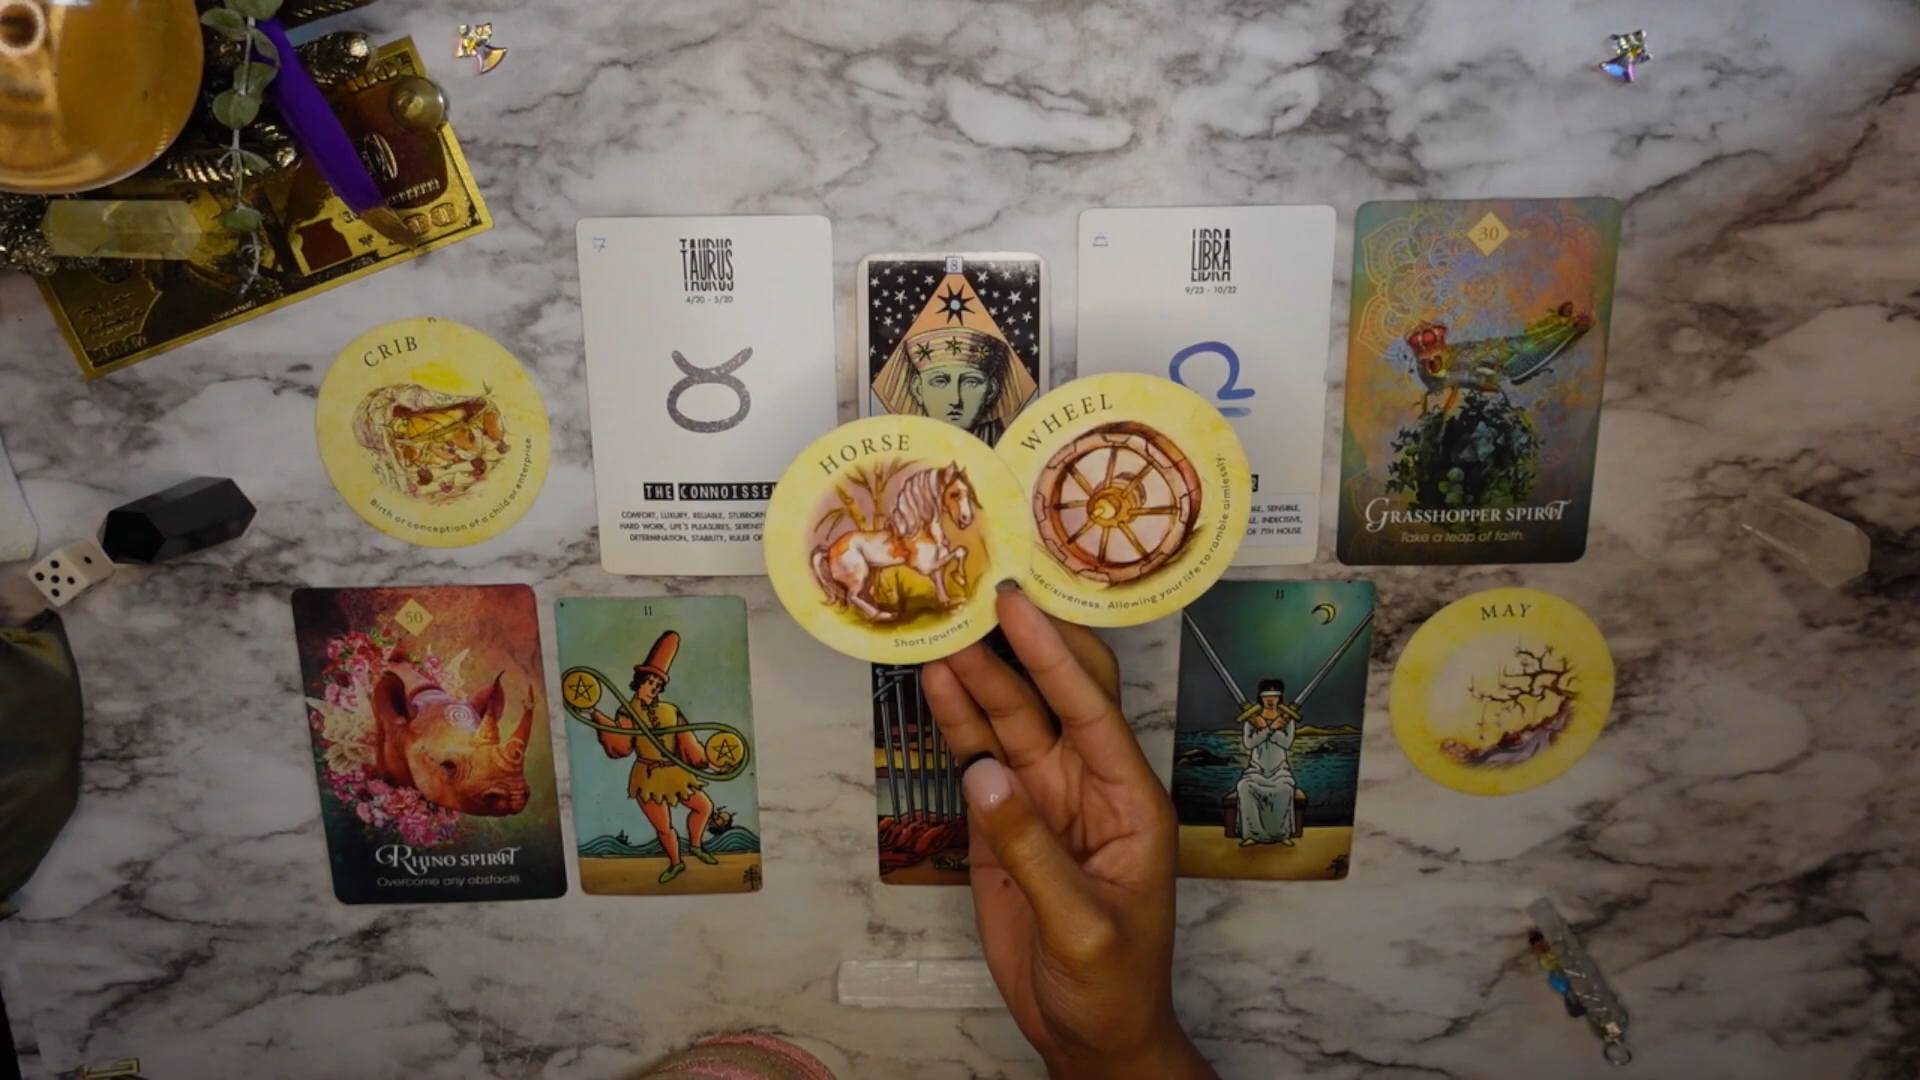 CRIB
Birth or conception of a child or enterprise.
TAURUS
4/20 - 5/20
THE CONNOISSE
COMFORT, LUXURY, RELIABLE, STUBBORN
HARD WORK, LIFE'S PLEASURES, SERENITY
DETERMINATION, STABILITY, RULER OF
8
LIBRA
9/23 - 10/22
SENSIBLE,
INDECISIVE,
OF 7TH HOUSE
30
GRASSHOPPER SPIRIT
Take a leap of faith.
HORSE
Short journey.
WHEEL
Indecisiveness. Allowing your life to ramble aimlessly.
50
RHINO SPIRIT
Overcome any obstacle.
II
II
MAY